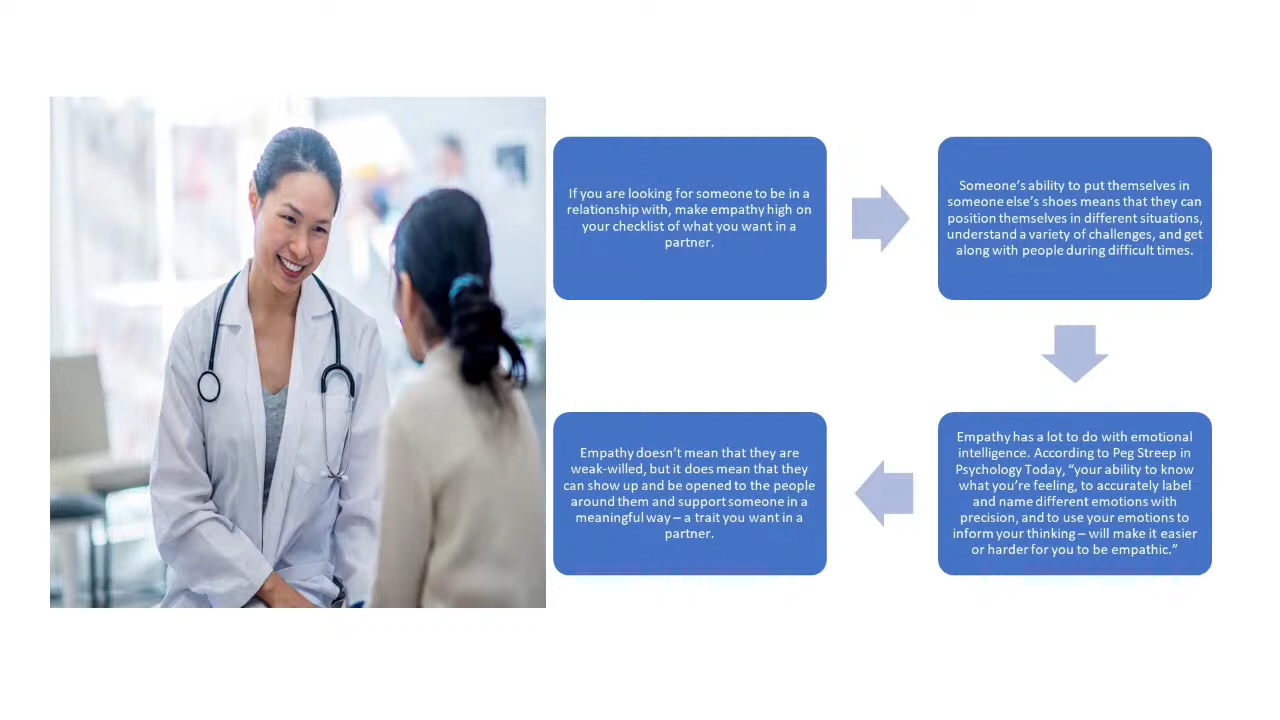 If you are looking for someone to be in a
relationship with, make empathy high on
your checklist of what you want in a
partner.
Someone’s ability to put themselves in
someone else’s shoes means that they can
position themselves in different situations,
understand a variety of challenges, and get
along with people during difficult times.
Empathy has a lot to do with emotional
intelligence. According to Peg Streep in
Psychology Today, “your ability to know
what you’re feeling, to accurately label
and name different emotions with
precision, and to use your emotions to
inform your thinking – will make it easier
or harder for you to be empathic.”
Empathy doesn’t mean that they are
weak-willed, but it does mean that they
can show up and be opened to the people
around them and support someone in a
meaningful way – a trait you want in a
partner.